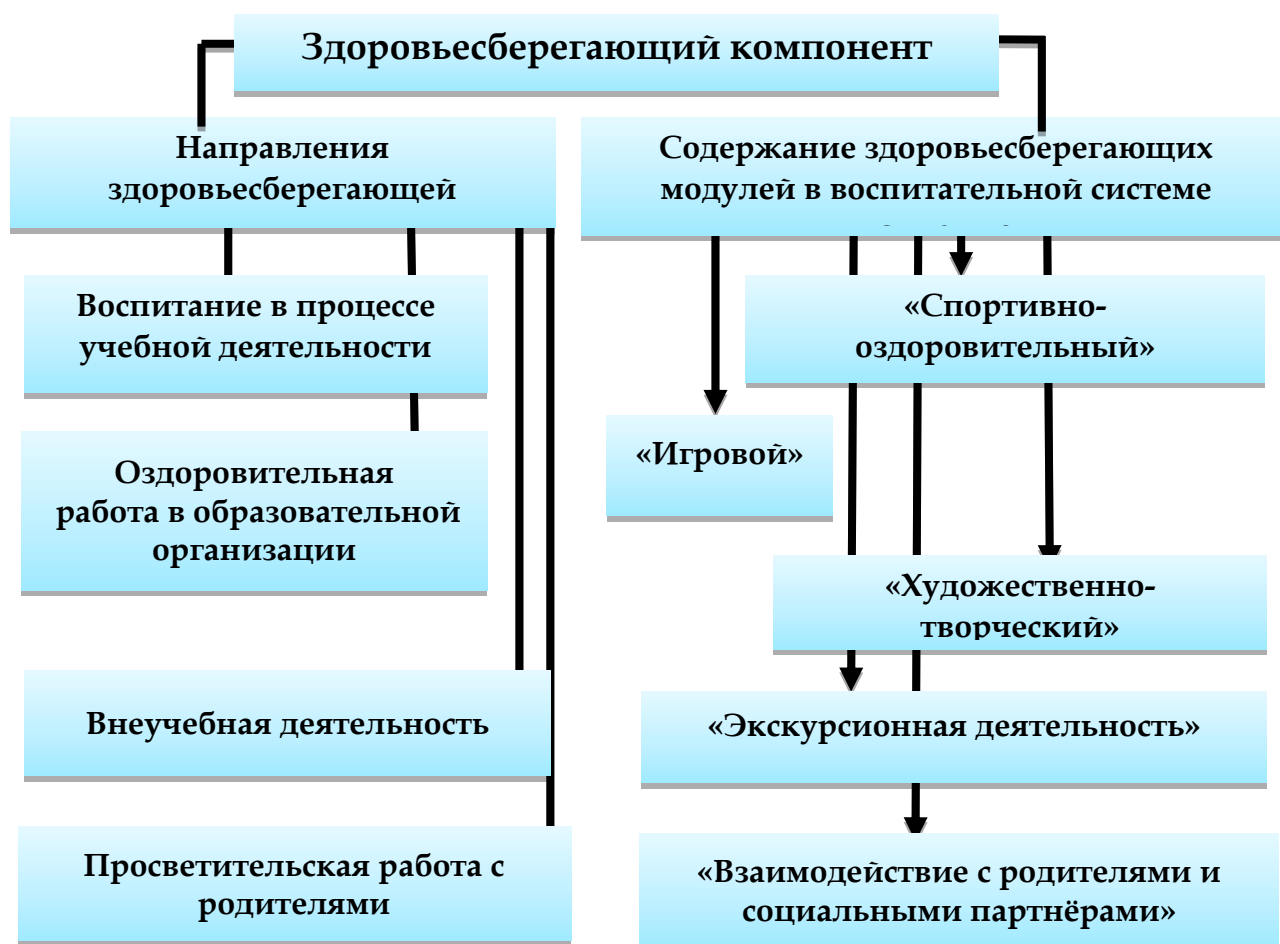 Здоровьесберегающий компонент
Направления
здоровьесберегающей
Содержание здоровьесберегающих
модулей в воспитательной системе
Воспитание в процессе
учебной деятельности
«Спортивно-
оздоровительный»
«Игровой»
Оздоровительная
работа в образовательной
организации
«Художественно-
творческий»
Внеучебная деятельность
«Экскурсионная деятельность»
Просветительская работа с
родителями
«Взаимодействие с родителями и
социальными партнёрами»